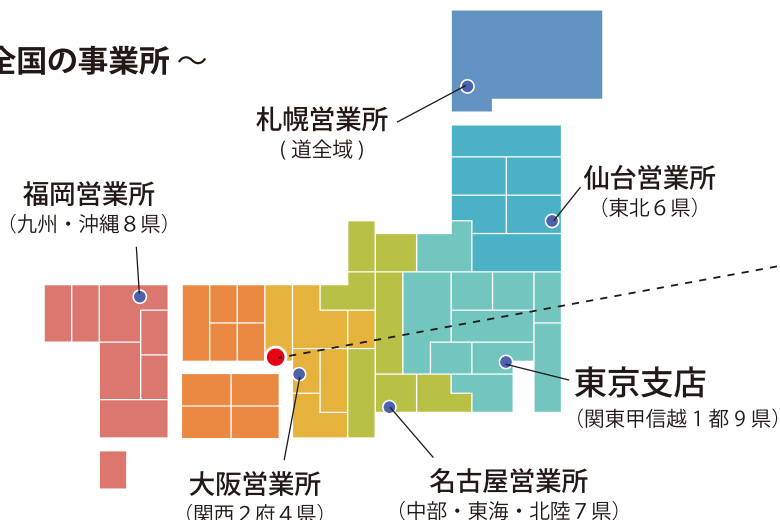 全国の事業所 ～
札幌営業所
(道全域)
仙台営業所
（東北６県）
福岡営業所
（九州・沖縄８県）
東京支店
（関東甲信越１都９県）
名古屋営業所
（中部・東海・北陸７県）
大阪営業所
（関西２府４県）